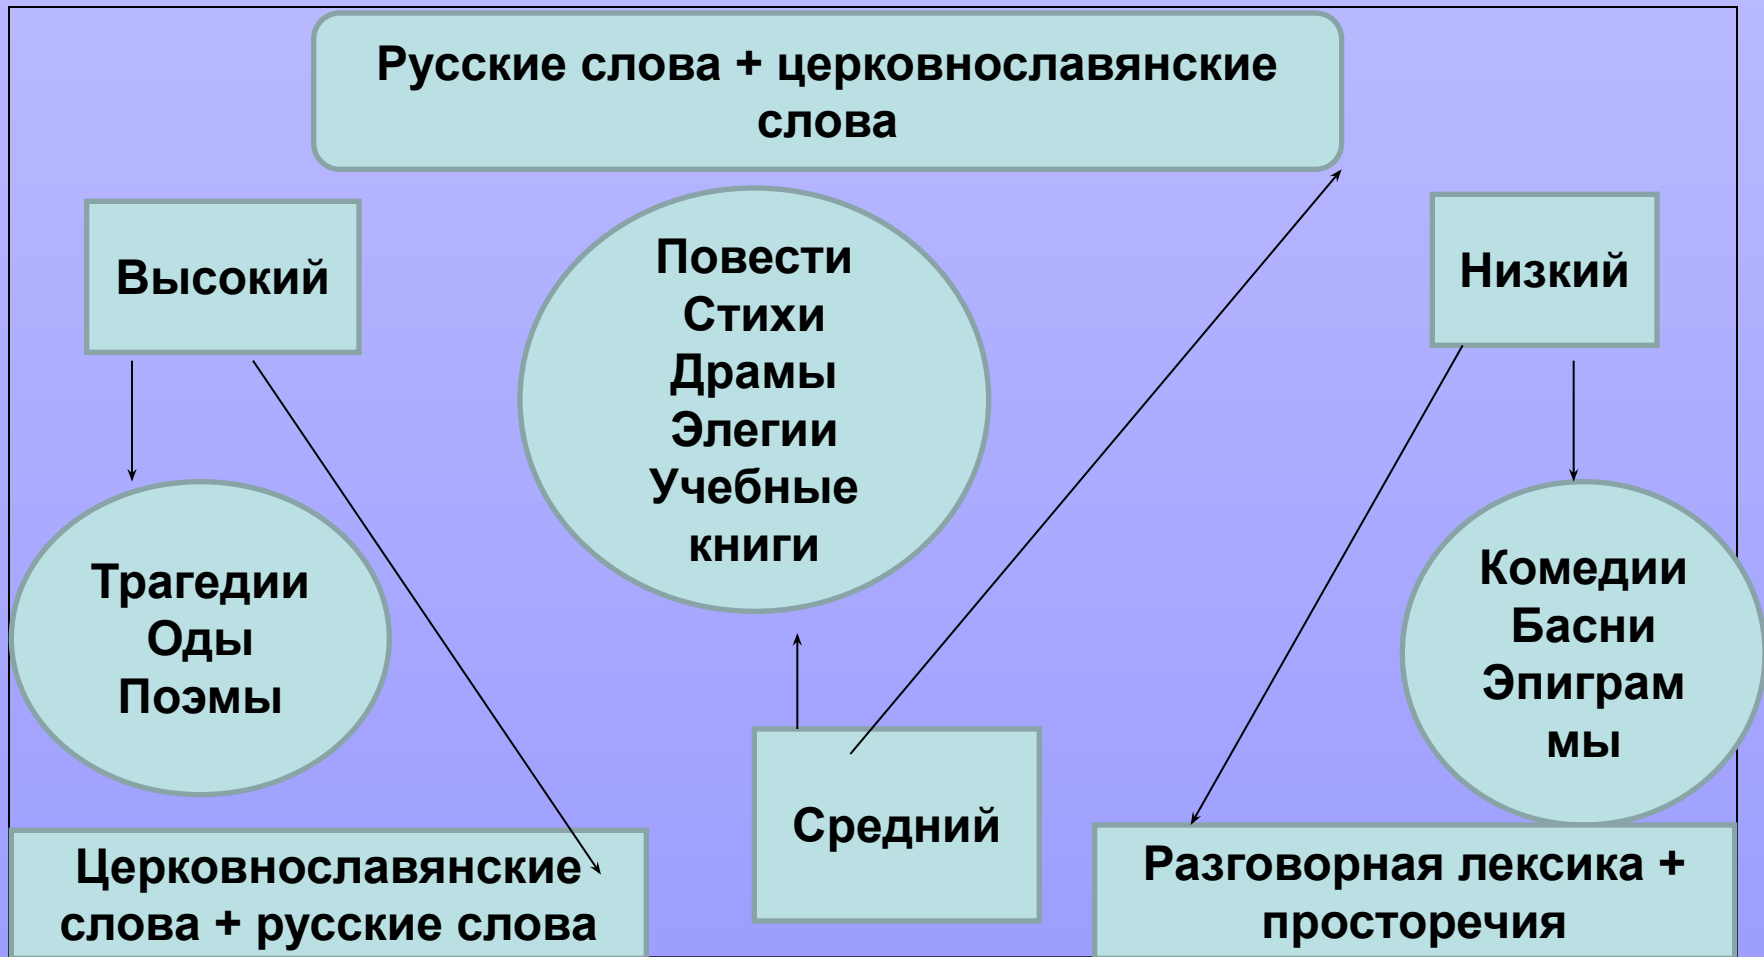 Русские слова + церковнославянские
слова
Высокий
Повести
Стихи
Драмы
Элегии
Учебные
книги
Низкий
Трагедии
Оды
Поэмы
Комедии
Басни
Эпиграм
мы
Средний
Церковнославянские
слова + русские слова
Разговорная лексика +
просторечия